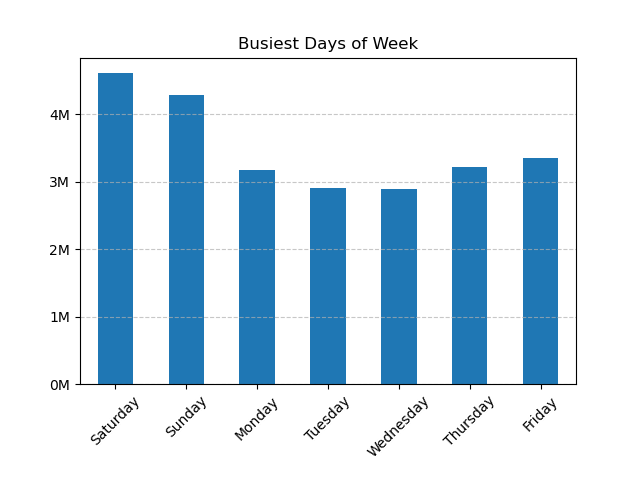 Busiest Days of Week
4M
3M
2M
1M
0M
Saturday
Sunday
Monday
Tuesday
Wednesday
Thursday
Friday